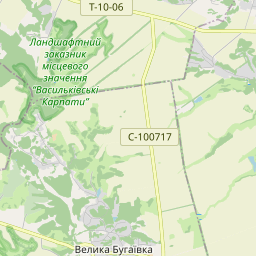 Т-10-06
Ландшафтний
заказник
місцевого
значення
"Васильківські
Карпати"
С-100717
Велика Бугаївка